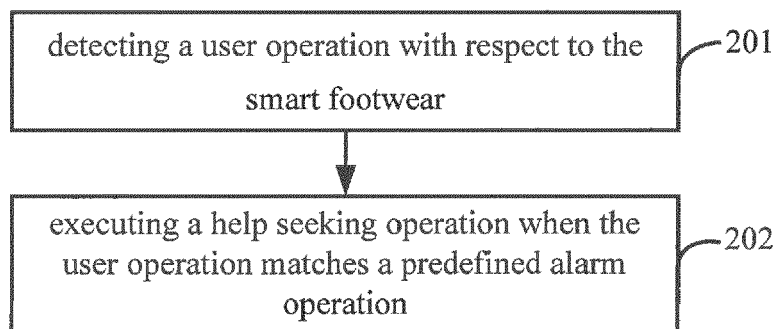 detecting a user operation with respect to the
smart footwear
201
executing a help seeking operation when the
user operation matches a predefined alarm
operation
202